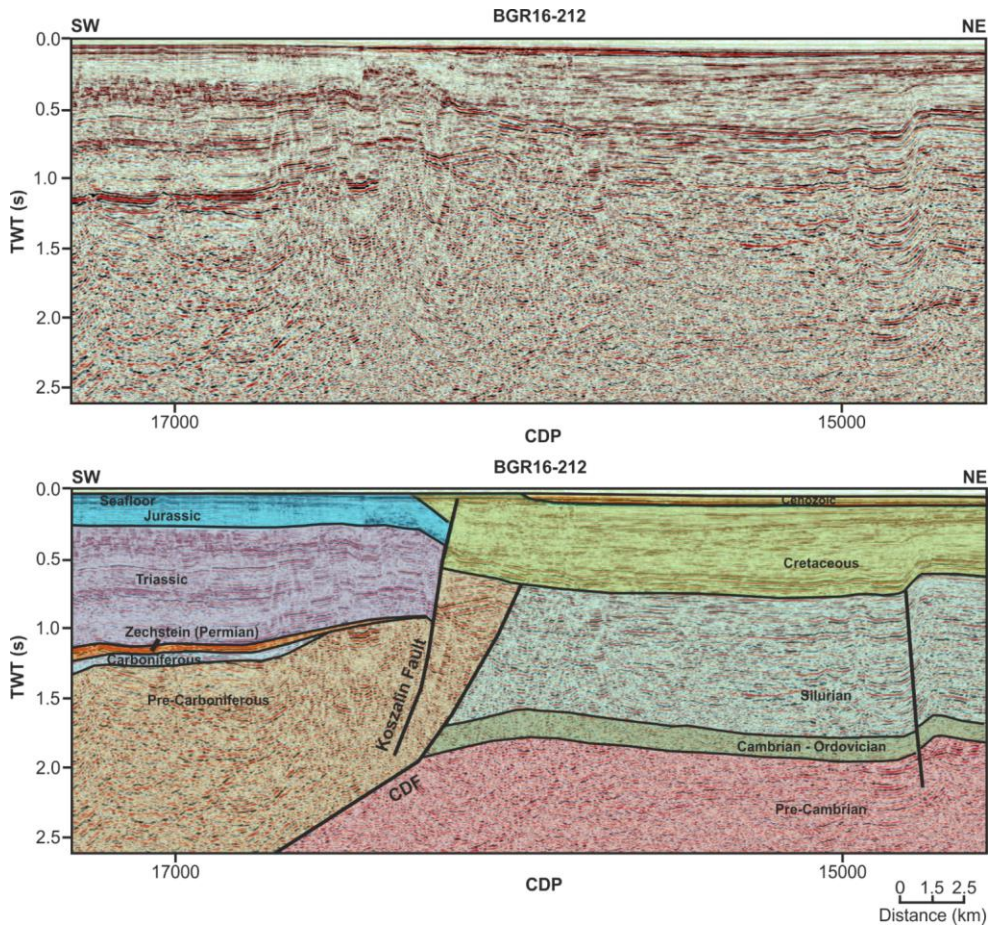 BGR16-212
SW
NE
0.0
0.5
1.0
1.5
2.0
2.5
TWT (s)
17000
15000
CDP
BGR16-212
SW
NE
0.0
0.5
1.0
1.5
2.0
2.5
TWT (s)
Seafloor
Jurassic
Cenozoic
Cretaceous
Triassic
Zechstein (Permian)
Carboniferous
Pre-Carboniferous
Koszalin Fault
Silurian
Cambrian - Ordovician
CDF
Pre-Cambrian
17000
15000
CDP
0 1.5 2.5
Distance (km)